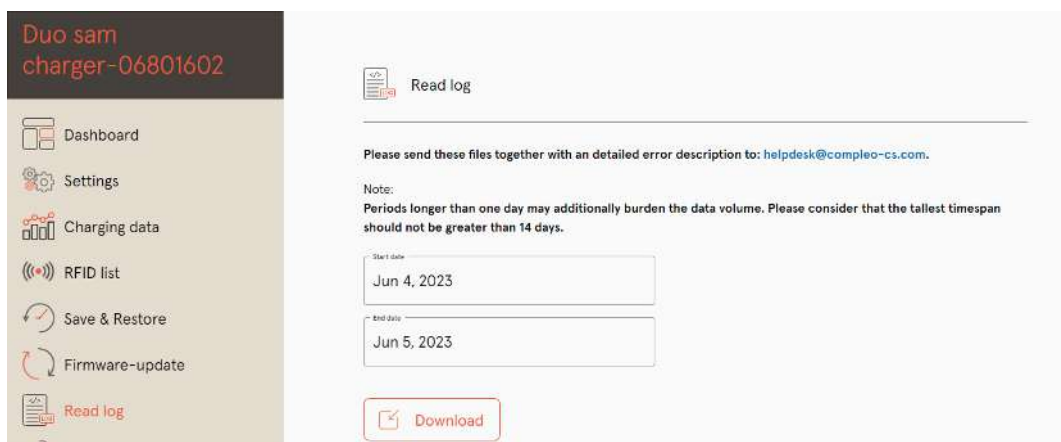 Duo sam
charger-06801602
Dashboard
Settings
Charging data
RFID list
Save & Restore
Firmware-update
Read log
Read log
Please send these files together with an detailed error description to: helpdesk@compleo-cs.com.
Note:
Periods longer than one day may additionally burden the data volume. Please consider that the tallest timespan
should not be greater than 14 days.
Start date
Jun 4, 2023
End date
Jun 5, 2023
Download